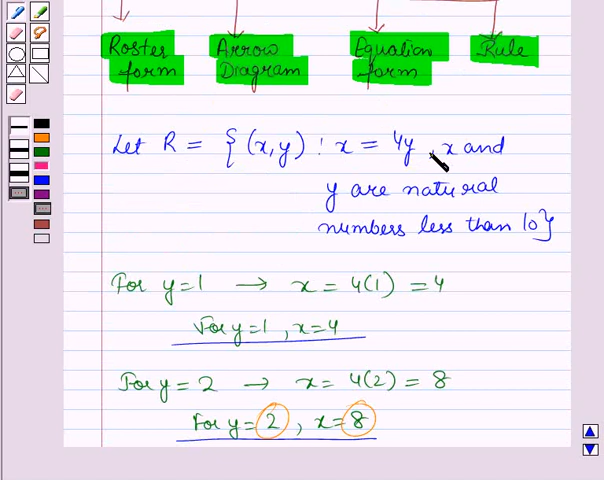 Roster form
Arrow Diagram
Equation form
Rule
Let R = { (x, y) : x = 4y , x and
y are natural
numbers less than 10}
For y=1 → x = 4(1) = 4
For y=1 , x=4
For y = 2 → x = 4(2) = 8
For y= 2 , x= 8